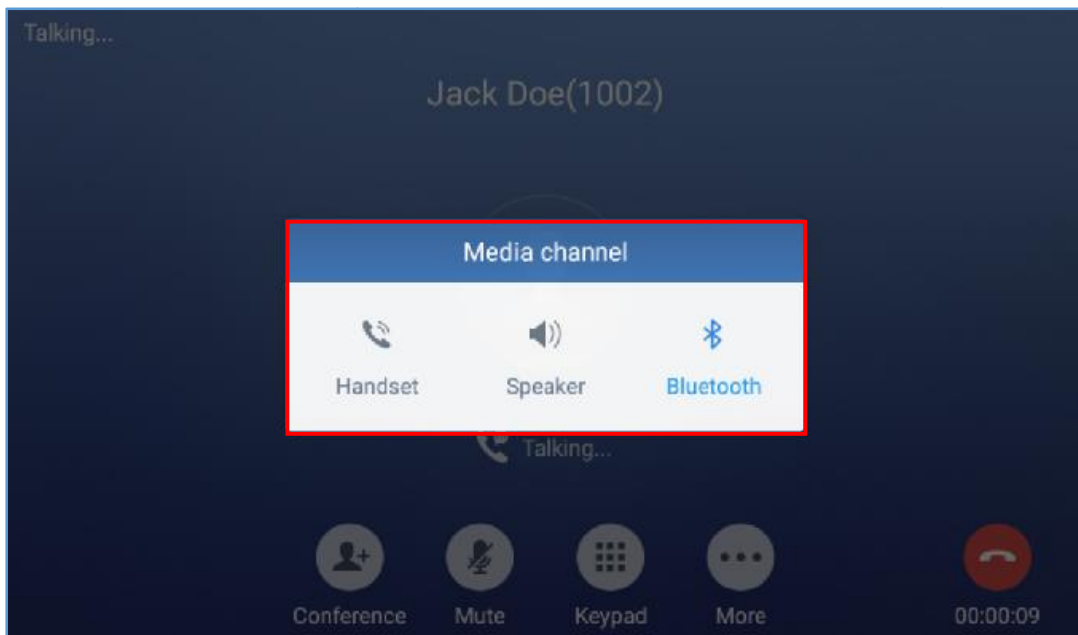 Talking...
Jack Doe(1002)
Media channel
Handset Speaker Bluetooth
Talking...
Conference Mute Keypad More 00:00:09